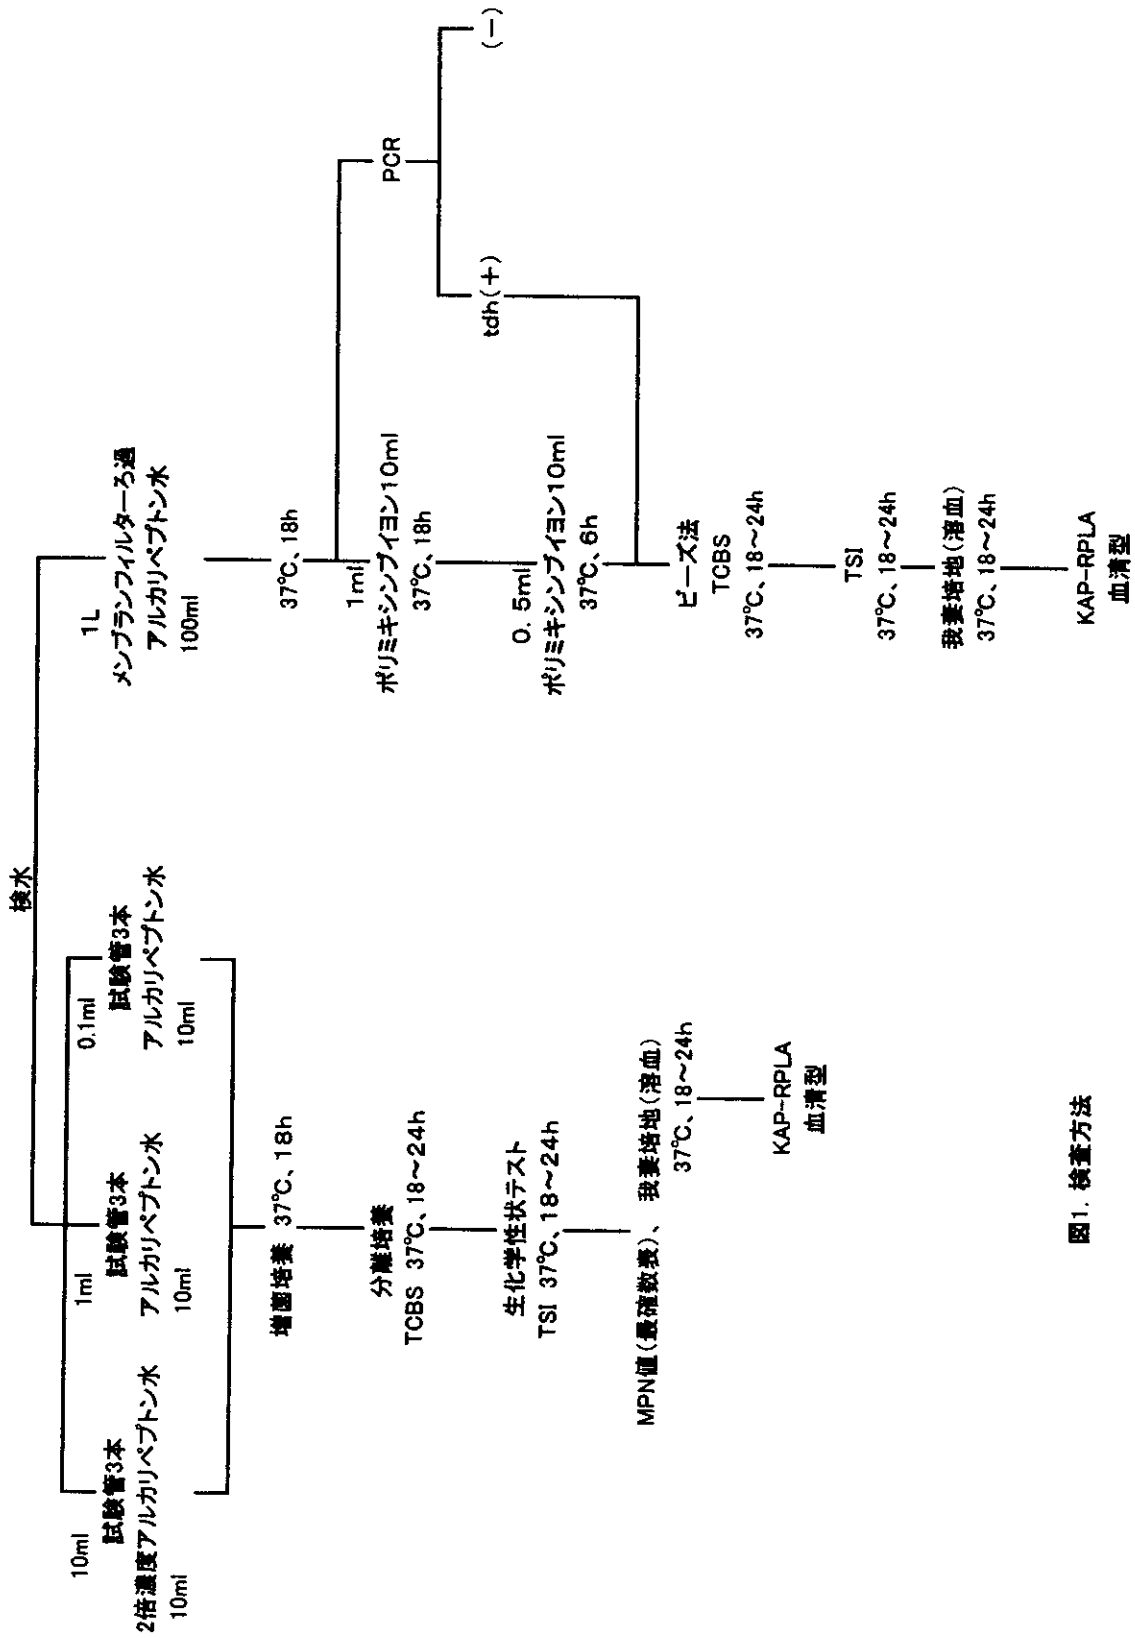 検水
10ml
試験管3本
2倍濃度アルカリペプトン水
10ml
1ml
試験管3本
アルカリペプトン水
10ml
0.1ml
試験管3本
アルカリペプトン水
10ml
増菌培養 37℃、18h
分離培養
TCBS 37℃、18～24h
生化学性状テスト
TSI 37℃、18～24h
MPN値(最確数表)、 我妻培地(溶血)
37℃、18～24h
KAP-RPLA
血清型
1L
メンブランフィルターろ過
アルカリペプトン水
100ml
37℃、18h
1ml
ポリミキシンブイヨン10ml
37℃、18h
0.5ml
ポリミキシンブイヨン10ml
37℃、6h
PCR
tdh(+)
(−)
ビーズ法
TCBS
37℃、18～24h
TSI
37℃、18～24h
我妻培地(溶血)
37℃、18～24h
KAP-RPLA
血清型
図1. 検査方法